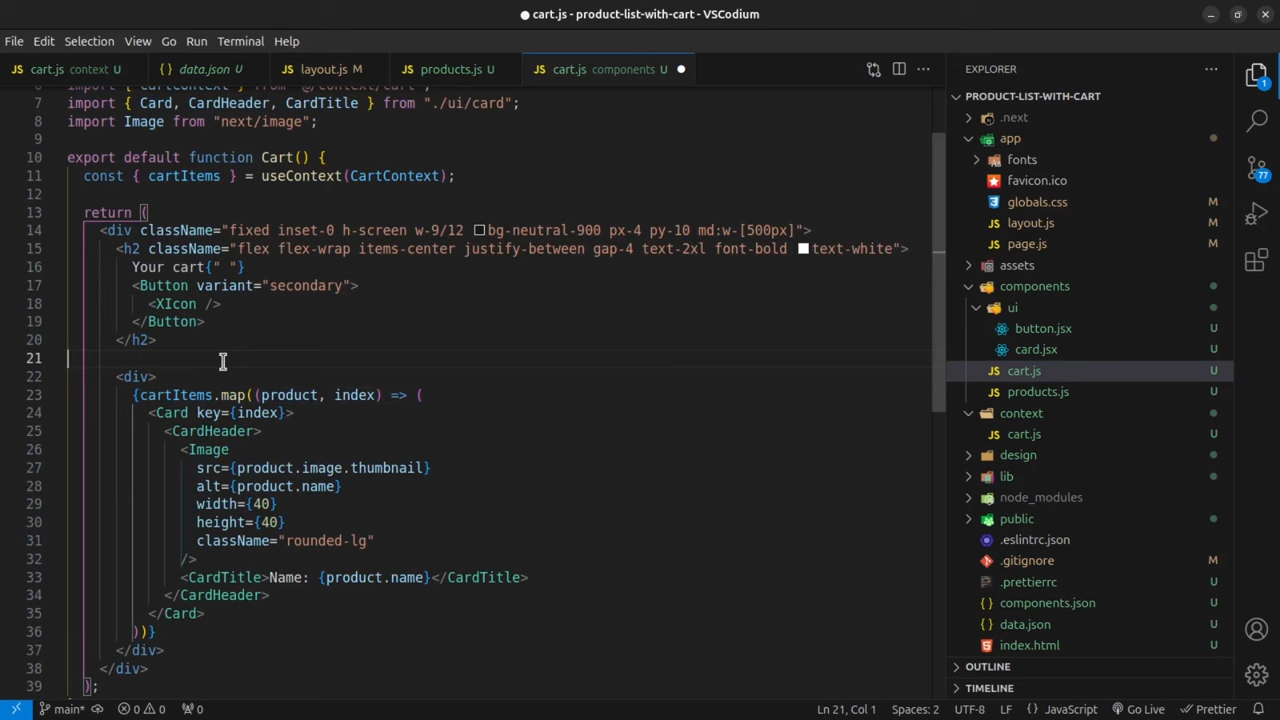 cart.js - product-list-with-cart - VSCodium
File Edit Selection View Go Run Terminal Help
cart.js context U
data.json U
layout.js M
products.js U
cart.js components U
6 import { CartContext } from "@/context/cart";
7 import { Card, CardHeader, CardTitle } from "./ui/card";
8 import Image from "next/image";
9
10 export default function Cart() {
11 const { cartItems } = useContext(CartContext);
12
13 return (
14 <div className="fixed inset-0 h-screen w-9/12 bg-neutral-900 px-4 py-10 md:w-[500px]">
15 <h2 className="flex flex-wrap items-center justify-between gap-4 text-2xl font-bold text-white">
16 Your cart{" "}
17 <Button variant="secondary">
18 <XIcon />
19 </Button>
20 </h2>
21
22 <div>
23 {cartItems.map((product, index) => (
24 <Card key={index}>
25 <CardHeader>
26 <Image
27 src={product.image.thumbnail}
28 alt={product.name}
29 width={40}
30 height={40}
31 className="rounded-lg"
32 />
33 <CardTitle>Name: {product.name}</CardTitle>
34 </CardHeader>
35 </Card>
36 ))}
37 </div>
38 </div>
39 );
EXPLORER
PRODUCT-LIST-WITH-CART
.next
app
fonts
favicon.ico
globals.css M
layout.js M
page.js M
assets
components
ui
button.jsx U
card.jsx U
cart.js U
products.js U
context
cart.js U
design
lib
node_modules
public
.eslintrc.json U
.gitignore M
.prettierrc U
components.json U
data.json U
index.html U
OUTLINE
TIMELINE
1
77
main* 0 0 0 Ln 21, Col 1 Spaces: 2 UTF-8 LF { } JavaScript Go Live Prettier